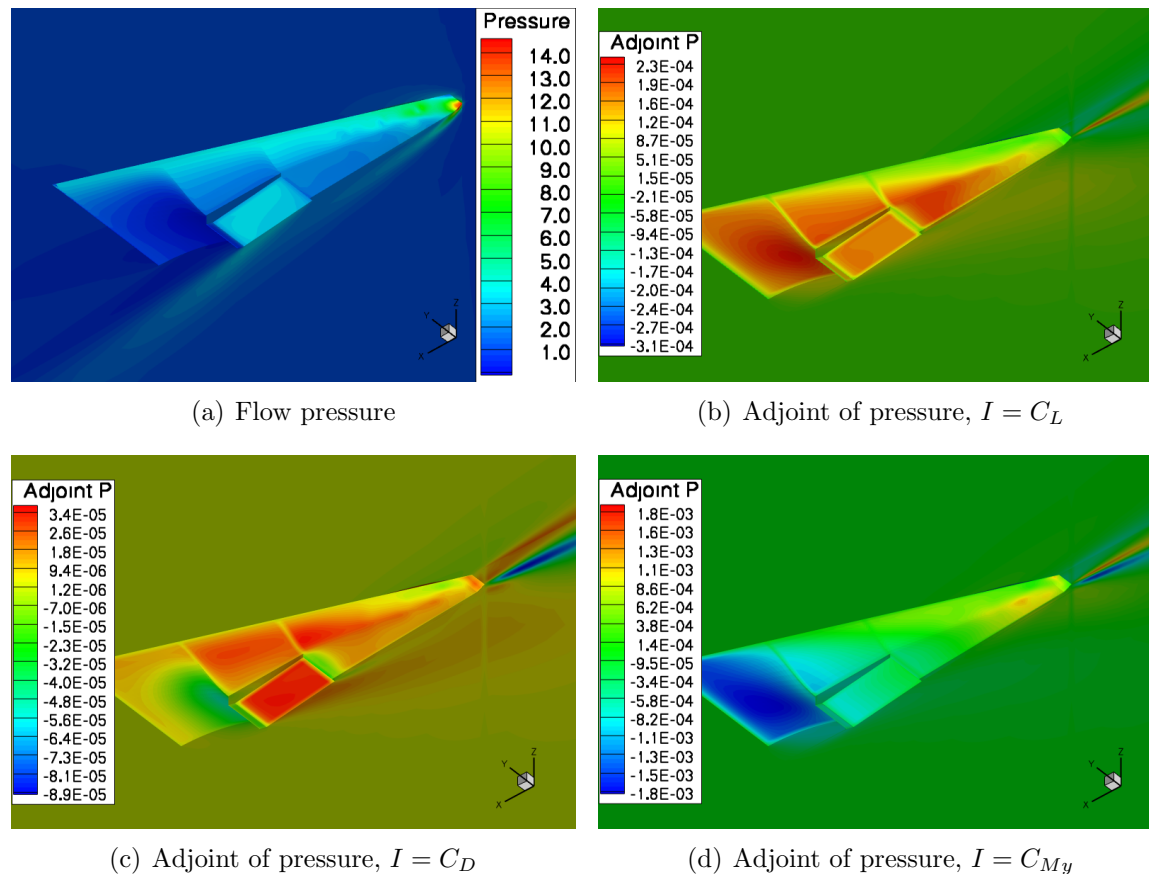 Pressure
14.0
13.0
12.0
11.0
10.0
9.0
8.0
7.0
6.0
5.0
4.0
3.0
2.0
1.0
Z
Y
X
(a) Flow pressure
Adjoint P
2.3E-04
1.9E-04
1.6E-04
1.2E-04
8.7E-05
5.1E-05
1.5E-05
-2.1E-05
-5.8E-05
-9.4E-05
-1.3E-04
-1.7E-04
-2.0E-04
-2.4E-04
-2.7E-04
-3.1E-04
Z
Y
X
(b) Adjoint of pressure, I = C_L
Adjoint P
3.4E-05
2.6E-05
1.8E-05
9.4E-06
1.2E-06
-7.0E-06
-1.5E-05
-2.3E-05
-3.2E-05
-4.0E-05
-4.8E-05
-5.6E-05
-6.4E-05
-7.3E-05
-8.1E-05
-8.9E-05
Z
Y
X
(c) Adjoint of pressure, I = C_D
Adjoint P
1.8E-03
1.6E-03
1.3E-03
1.1E-03
8.6E-04
6.2E-04
3.8E-04
1.4E-04
-9.5E-05
-3.4E-04
-5.8E-04
-8.2E-04
-1.1E-03
-1.3E-03
-1.5E-03
-1.8E-03
Z
Y
X
(d) Adjoint of pressure, I = C_{My}